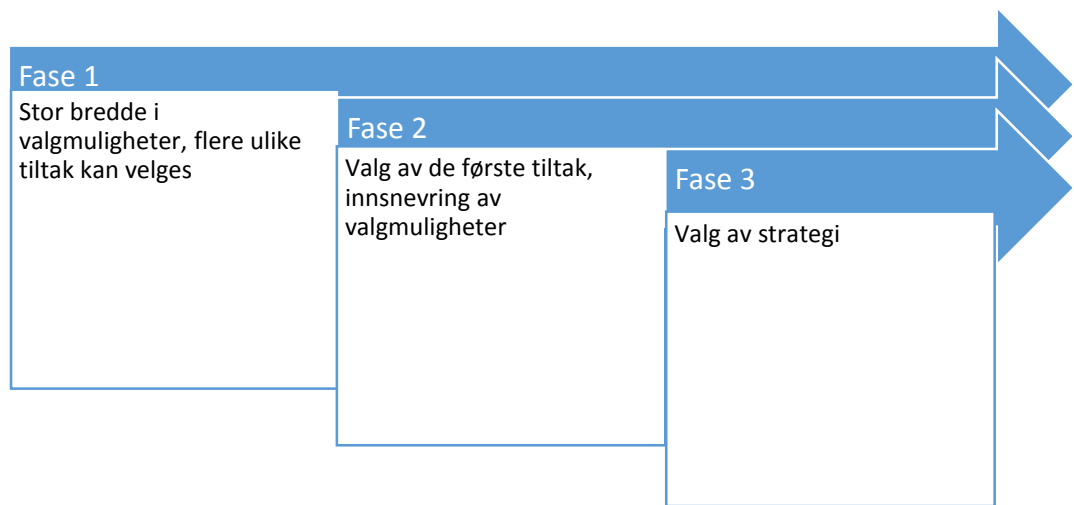 Fase 1
Stor bredde i
valgmuligheter, flere ulike
tiltak kan velges
Fase 2
Valg av de første tiltak,
innsnevring av
valgmuligheter
Fase 3
Valg av strategi